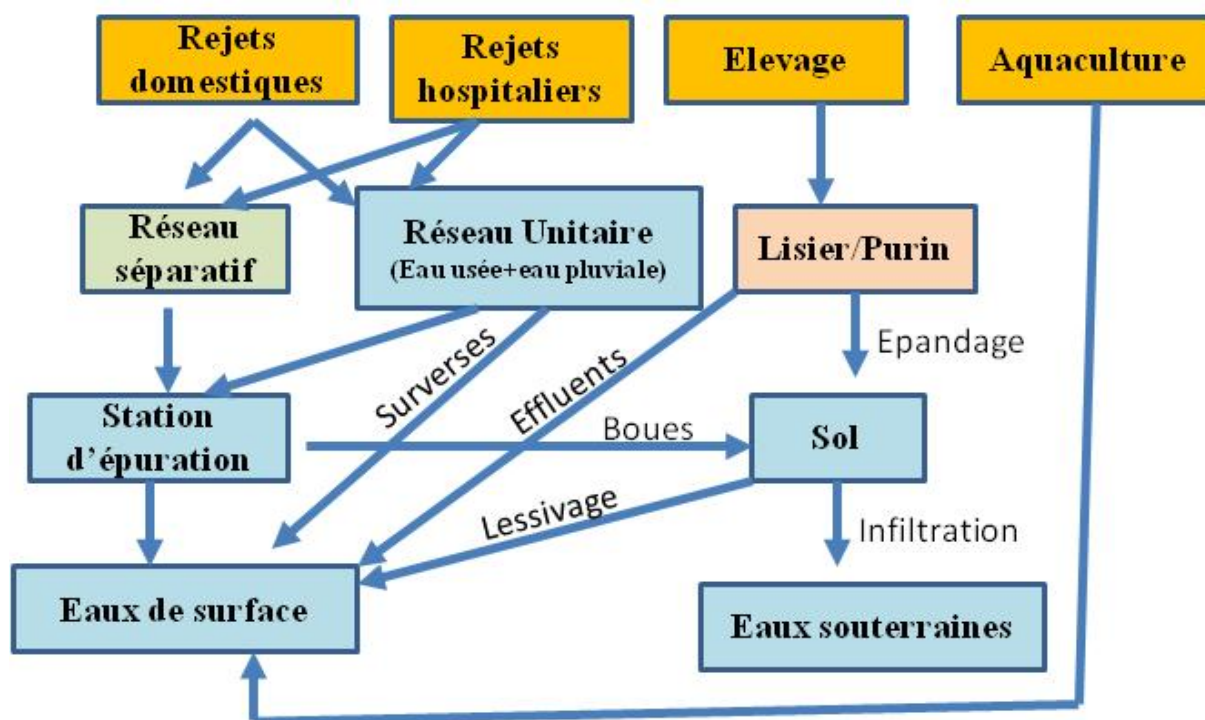 Rejets
domestiques
Rejets
hospitaliers
Elevage
Aquaculture
Réseau
séparatif
Réseau Unitaire
(Eau usée+eau pluviale)
Lisier/Purin
Surverses
Effluents
Epandage
Station
d'épuration
Boues
Sol
Lessivage
Infiltration
Eaux de surface
Eaux souterraines